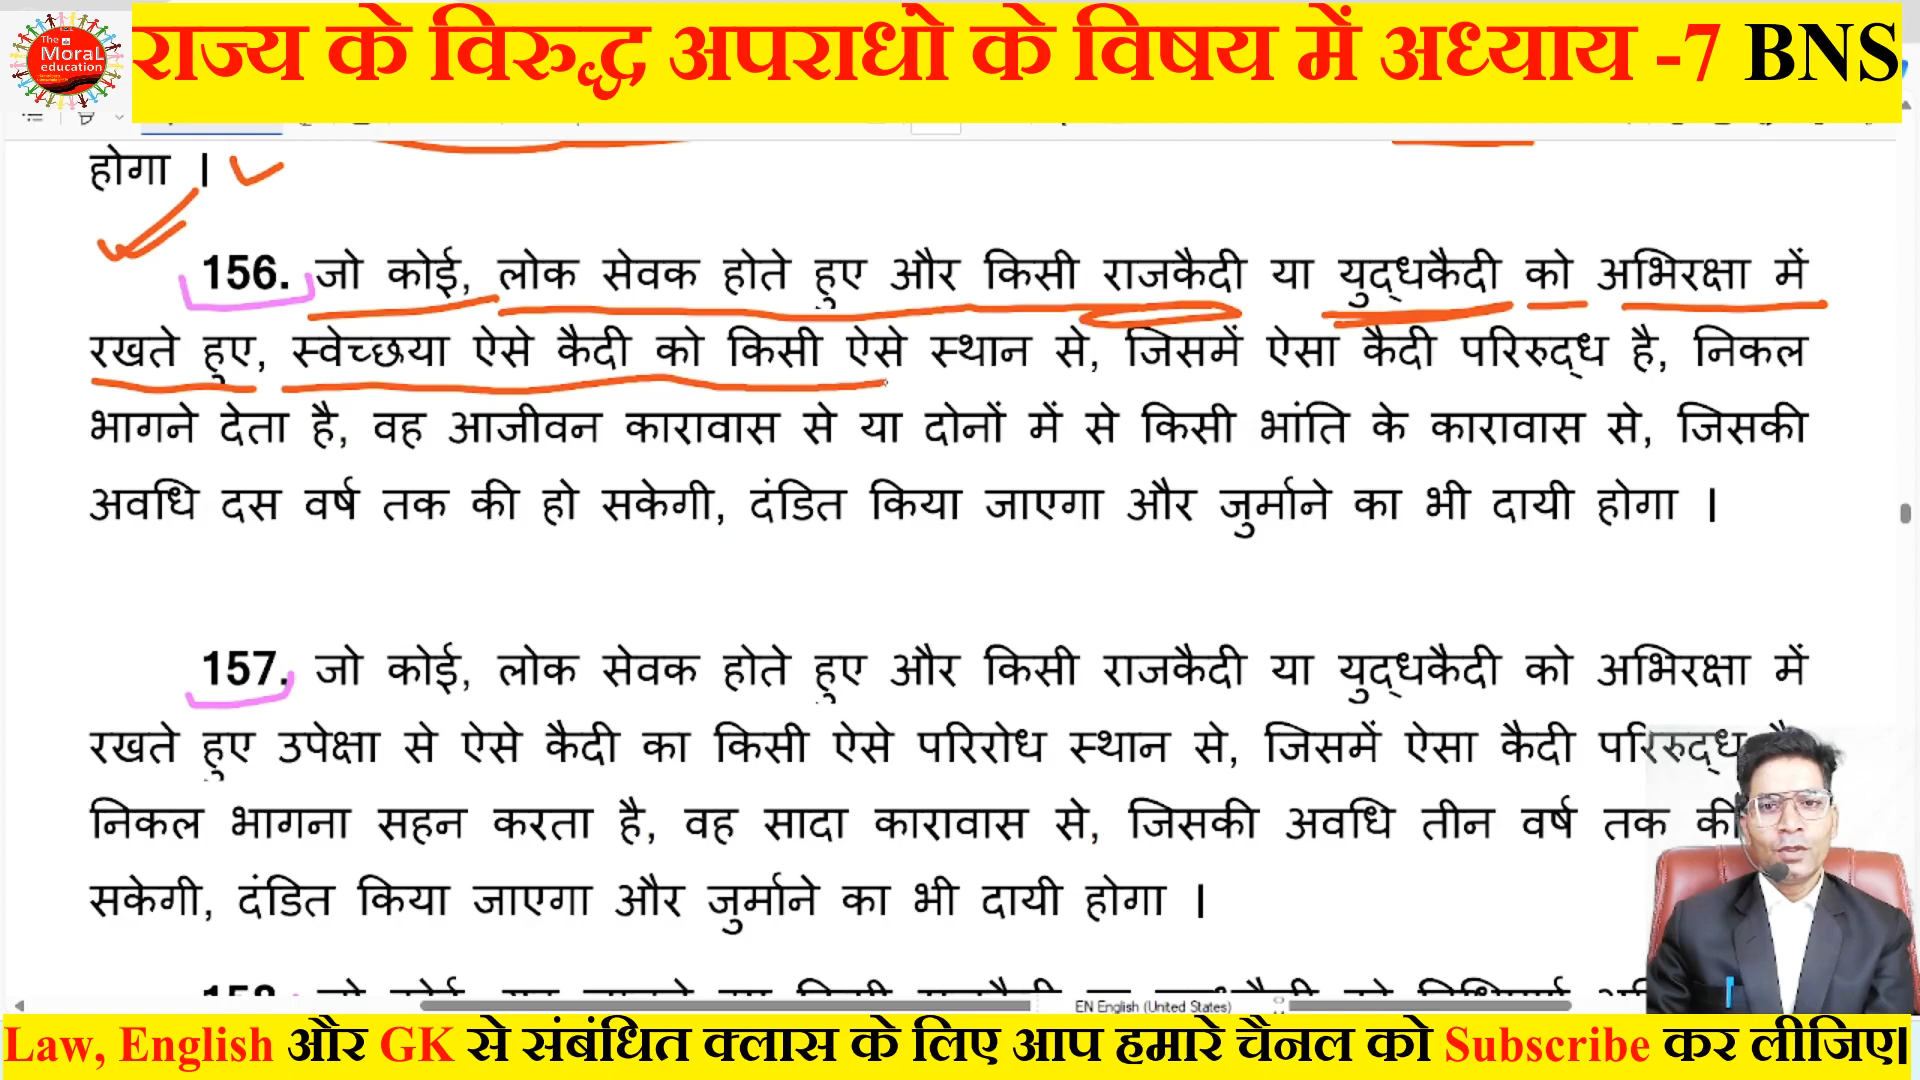 राज्य के विरुद्ध अपराधो के विषय में अध्याय -7 BNS
The
Moral
education
होगा ।
156. जो कोई, लोक सेवक होते हुए और किसी राजकैदी या युद्धकैदी को अभिरक्षा में
रखते हुए, स्वेच्छया ऐसे कैदी को किसी ऐसे स्थान से, जिसमें ऐसा कैदी परिरुद्ध है, निकल
भागने देता है, वह आजीवन कारावास से या दोनों में से किसी भांति के कारावास से, जिसकी
अवधि दस वर्ष तक की हो सकेगी, दंडित किया जाएगा और जुर्माने का भी दायी होगा ।
157. जो कोई, लोक सेवक होते हुए और किसी राजकैदी या युद्धकैदी को अभिरक्षा में
रखते हुए उपेक्षा से ऐसे कैदी का किसी ऐसे परिरोध स्थान से, जिसमें ऐसा कैदी परिरुद्ध
निकल भागना सहन करता है, वह सादा कारावास से, जिसकी अवधि तीन वर्ष तक की
सकेगी, दंडित किया जाएगा और जुर्माने का भी दायी होगा ।
EN English (United States)
Law, English और GK से संबंधित क्लास के लिए आप हमारे चैनल को Subscribe कर लीजिए।